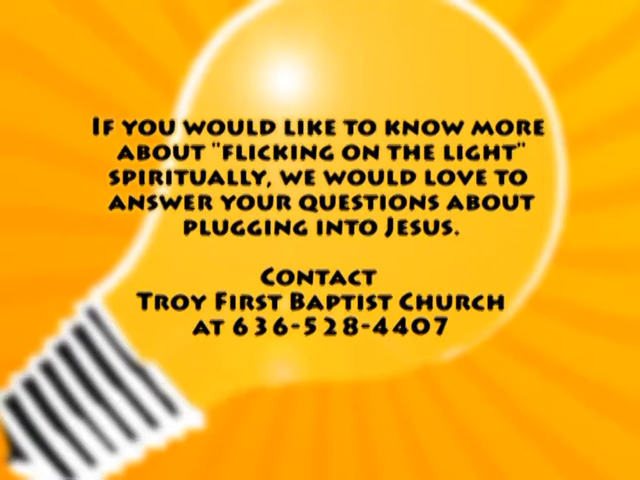 If you would like to know more
about "flicking on the light"
spiritually, we would love to
answer your questions about
plugging into Jesus.
Contact
Troy First Baptist Church
at 636-528-4407